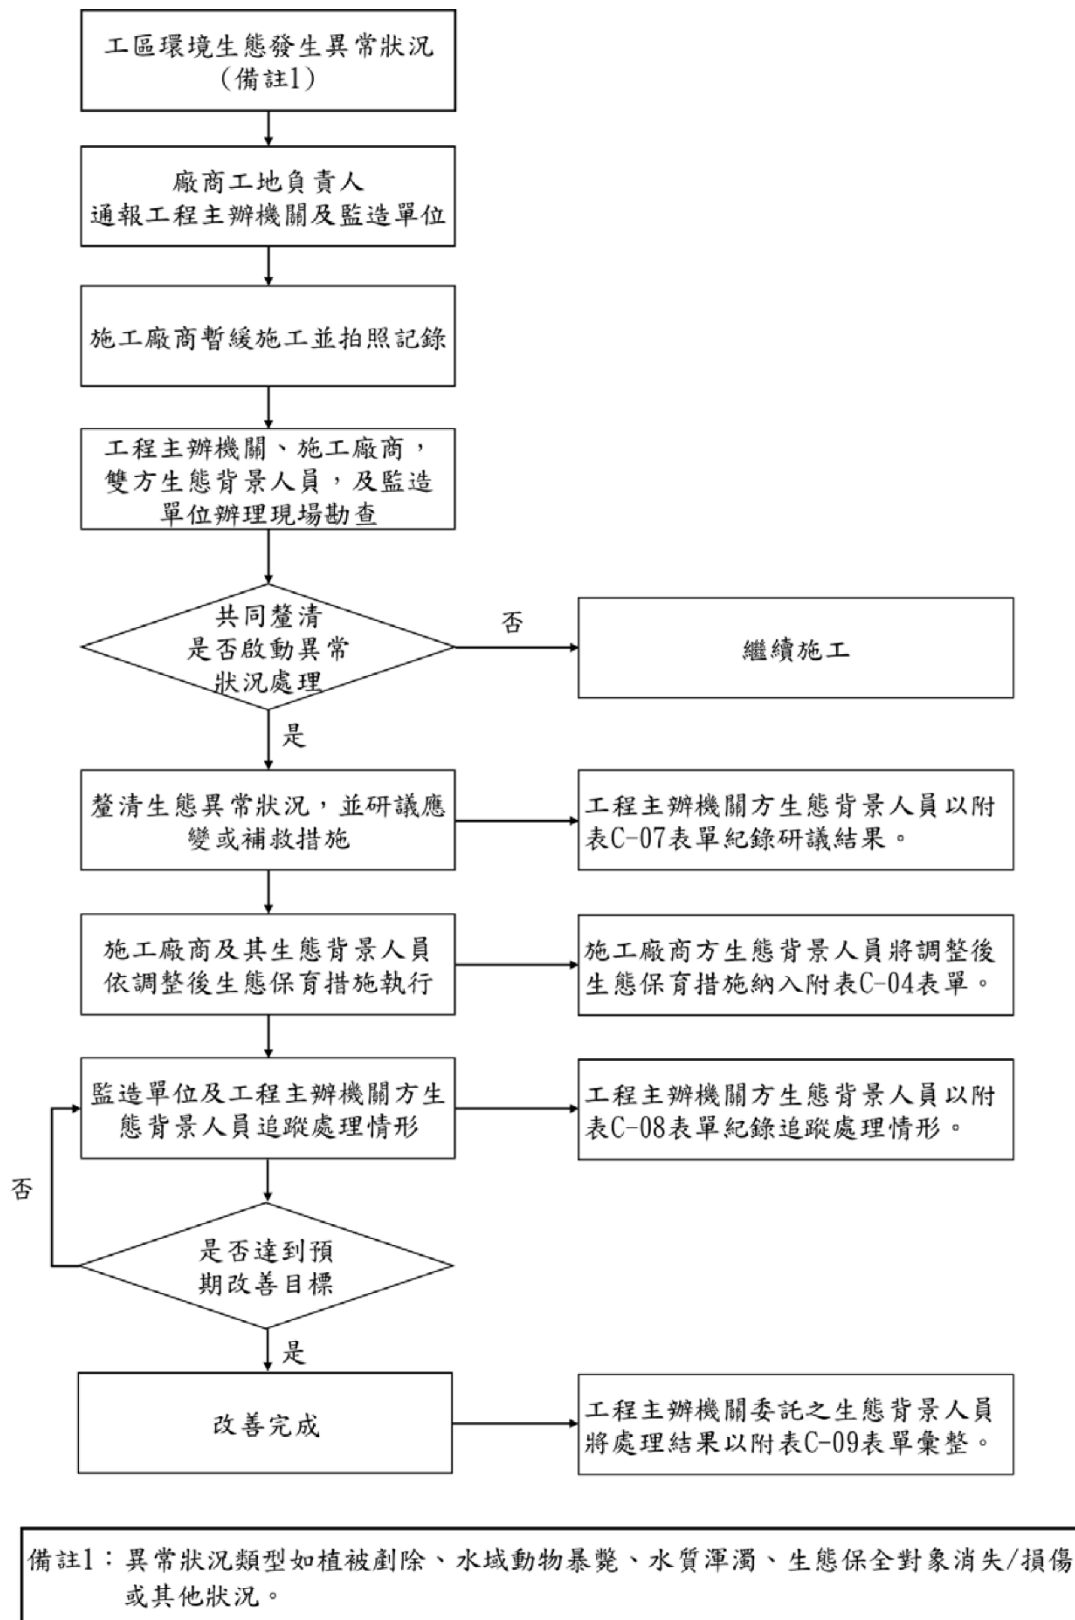 工區環境生態發生異常狀況
(備註1)
廠商工地負責人
通報工程主辦機關及監造單位
施工廠商暫緩施工並拍照記錄
工程主辦機關、施工廠商，
雙方生態背景人員，及監造
單位辦理現場勘查
共同釐清
是否啟動異常
狀況處理
否
繼續施工
是
釐清生態異常狀況，並研議應
變或補救措施
工程主辦機關方生態背景人員以附
表C-07表單紀錄研議結果。
施工廠商及其生態背景人員
依調整後生態保育措施執行
施工廠商方生態背景人員將調整後
生態保育措施納入附表C-04表單。
監造單位及工程主辦機關方生
態背景人員追蹤處理情形
工程主辦機關方生態背景人員以附
表C-08表單紀錄追蹤處理情形。
否
是否達到預
期改善目標
是
改善完成
工程主辦機關委託之生態背景人員
將處理結果以附表C-09表單彙整。
備註1：異常狀況類型如植被剷除、水域動物暴斃、水質渾濁、生態保全對象消失/損傷
或其他狀況。